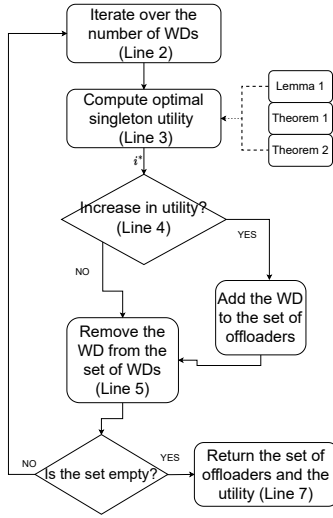 Iterate over the
number of WDs
(Line 2)
Lemma 1
Theorem 1
Theorem 2
Compute optimal
singleton utility
(Line 3)
i*
Increase in utility?
(Line 4)
YES
NO
Add the WD
to the set of
offloaders
Remove the
WD from the
set of WDs
(Line 5)
NO
Is the set empty?
YES
Return the set of
offloaders and the
utility (Line 7)